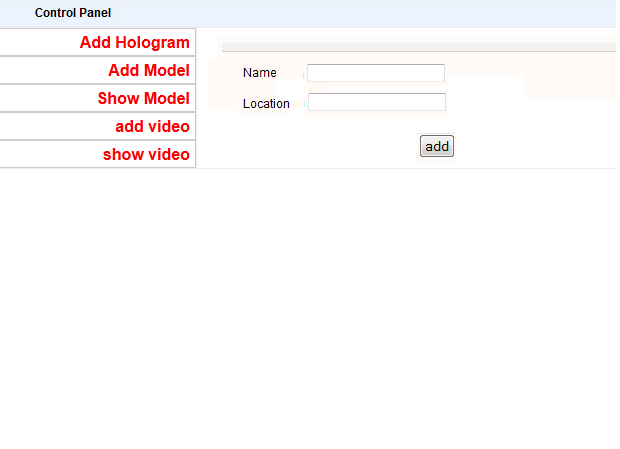 Control Panel
Add Hologram
Add Model
Show Model
add video
show video
Name
Location
add